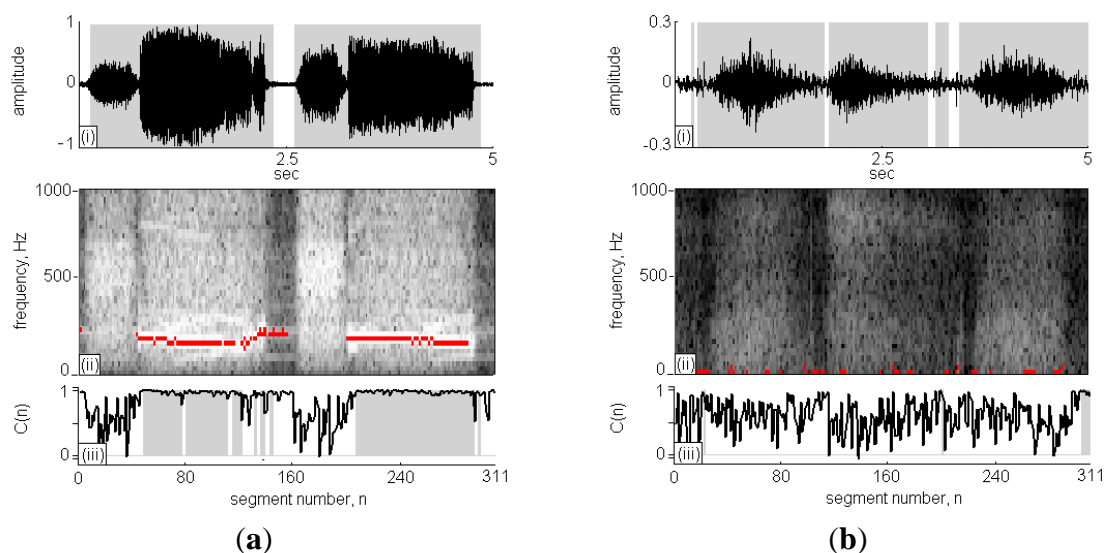 1
amplitude
0
-1
(i)
2.5
5
sec
1000
frequency, Hz
500
0
(ii)
1
C(n)
0
(iii)
0
80
160
240
311
segment number, n
(a)
0.3
amplitude
0
-0.3
(i)
2.5
5
sec
1000
frequency, Hz
500
0
(ii)
1
C(n)
0
(iii)
0
80
160
240
311
segment number, n
(b)